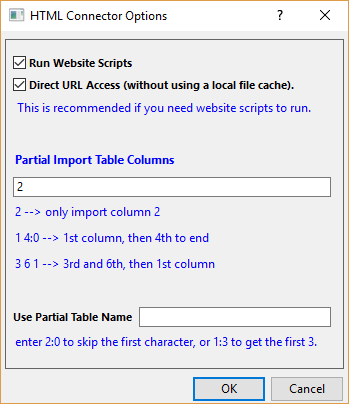 HTML Connector Options
Run Website Scripts
Direct URL Access (without using a local file cache).
This is recommended if you need website scripts to run.
Partial Import Table Columns
2
2 --> only import column 2
1 4:0 --> 1st column, then 4th to end
3 6 1 --> 3rd and 6th, then 1st column
Use Partial Table Name
enter 2:0 to skip the first character, or 1:3 to get the first 3.
OK Cancel